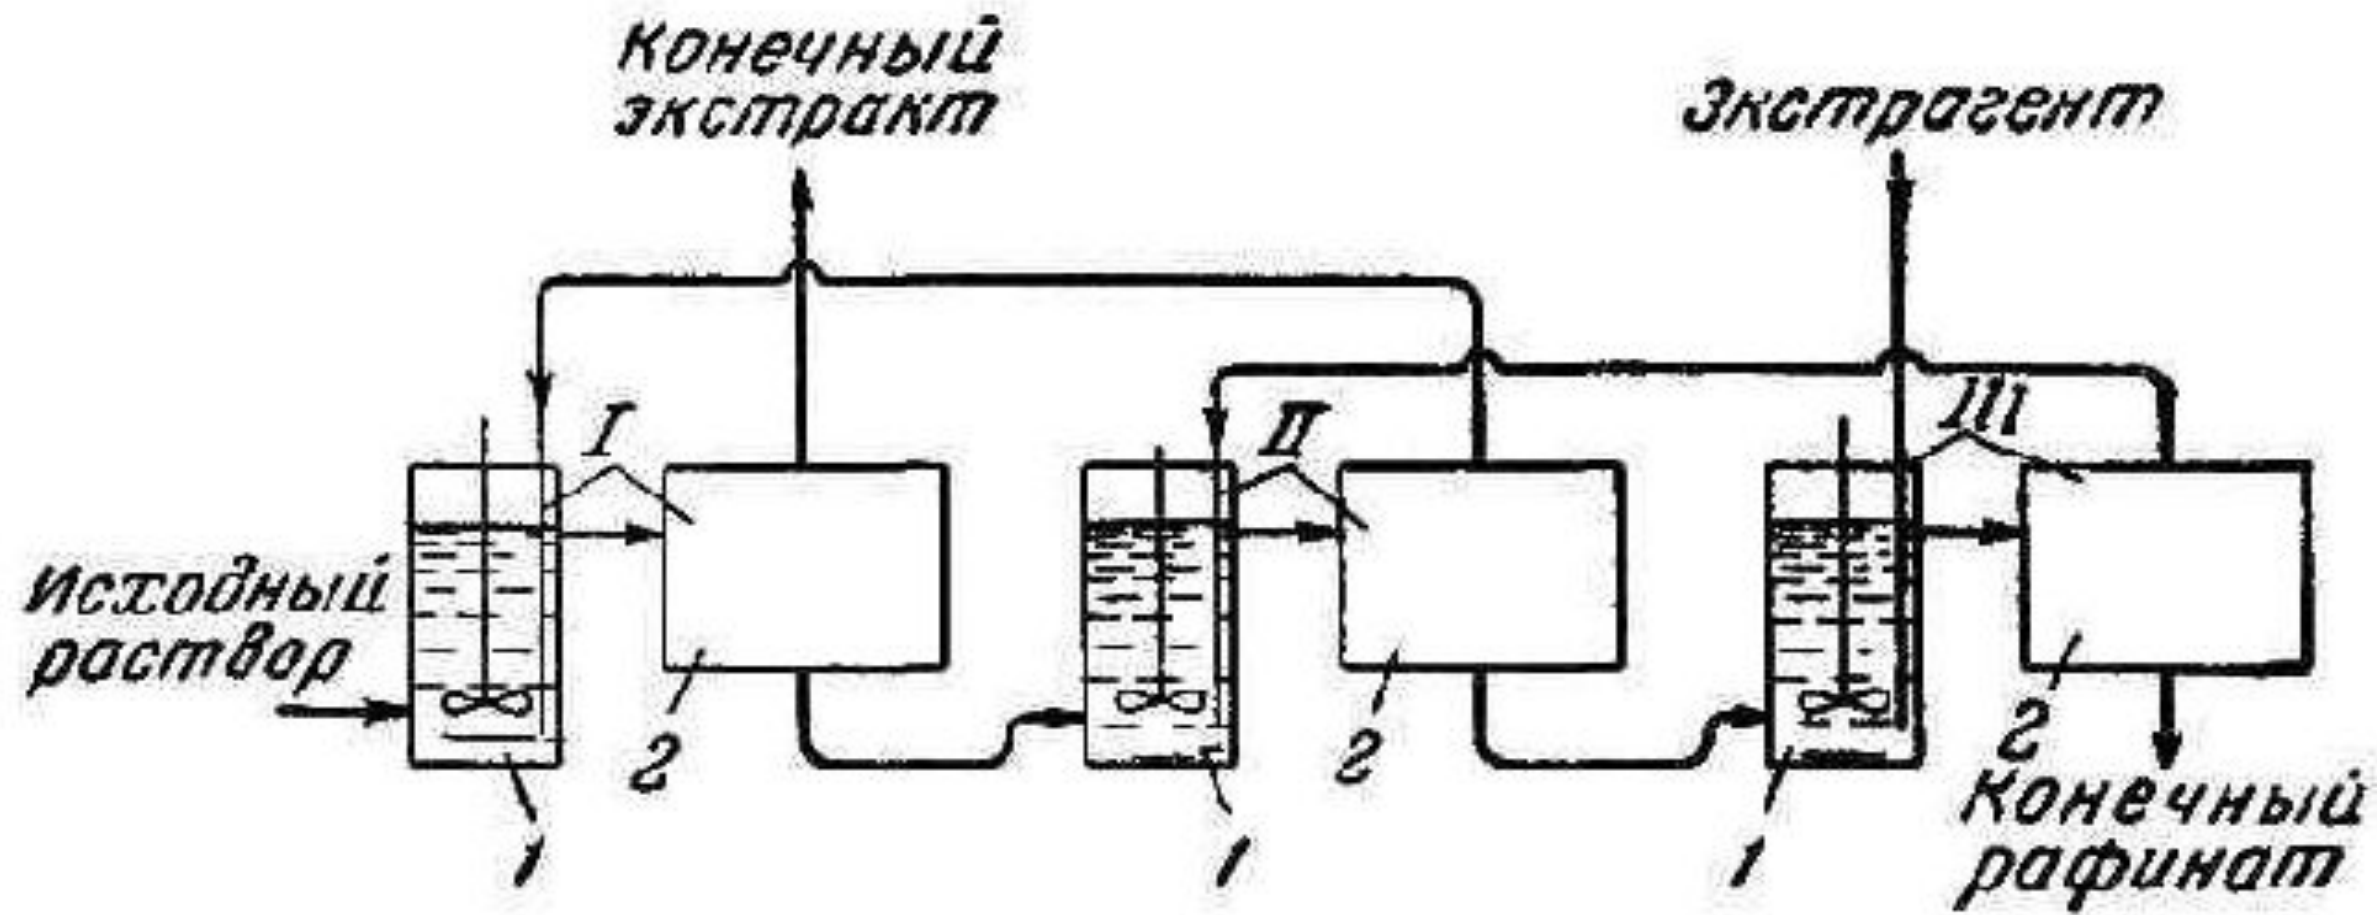 Конечный
экстракт
Экстрагент
I
II
III
Исходный
раствор
2
2
2
1
1
1
Конечный
рафинат